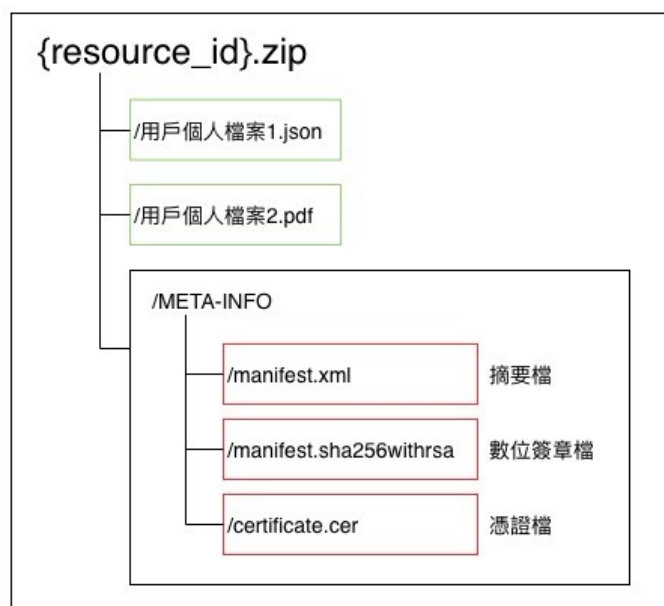 {resource_id}.zip
/用戶個人檔案1.json
/用戶個人檔案2.pdf
/META-INFO
/manifest.xml 摘要檔
/manifest.sha256withrsa 數位簽章檔
/certificate.cer 憑證檔